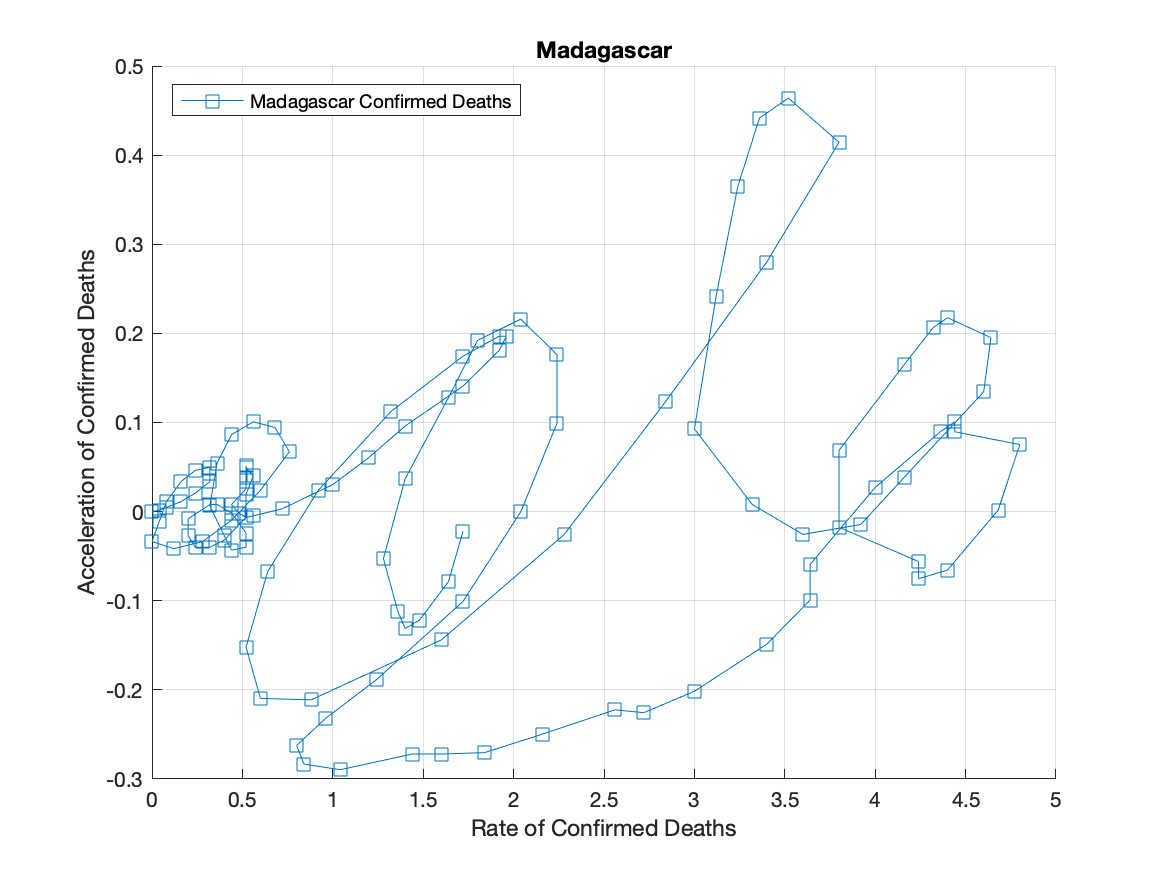 Madagascar
Madagascar Confirmed Deaths
0.5
0.4
0.3
0.2
0.1
0
-0.1
-0.2
-0.3
Acceleration of Confirmed Deaths
0 0.5 1 1.5 2 2.5 3 3.5 4 4.5 5
Rate of Confirmed Deaths